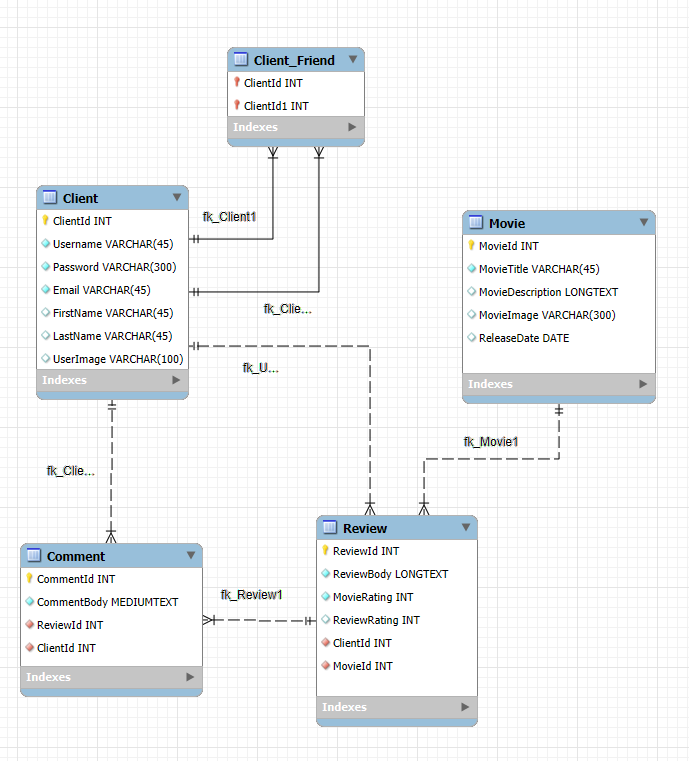 Client_Friend
ClientId INT
ClientId1 INT
Indexes
Client
ClientId INT
Username VARCHAR(45)
Password VARCHAR(300)
Email VARCHAR(45)
FirstName VARCHAR(45)
LastName VARCHAR(45)
UserImage VARCHAR(100)
Indexes
fk_Client1
fk_Clie...
fk_U...
Movie
MovieId INT
MovieTitle VARCHAR(45)
MovieDescription LONGTEXT
MovieImage VARCHAR(300)
ReleaseDate DATE
Indexes
fk_Movie1
fk_Clie...
Comment
CommentId INT
CommentBody MEDIUMTEXT
ReviewId INT
ClientId INT
Indexes
fk_Review1
Review
ReviewId INT
ReviewBody LONGTEXT
MovieRating INT
ReviewRating INT
ClientId INT
MovieId INT
Indexes